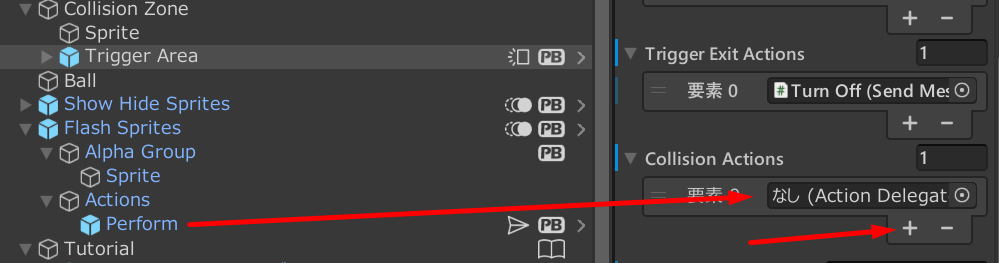 Collision Zone
Sprite
Trigger Area
PB
Ball
Show Hide Sprites
PB
Flash Sprites
PB
Alpha Group
PB
Sprite
Actions
Perform
PB
Tutorial
+ −
Trigger Exit Actions
1
要素 0
# Turn Off (Send Mes
+ −
Collision Actions
1
要素 0
なし (Action Delegat
+ −